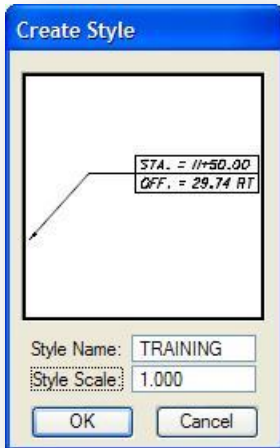 Create Style
STA. = 11+50.00
OFF. = 29.74 RT
Style Name: TRAINING
Style Scale: 1.000
OK Cancel